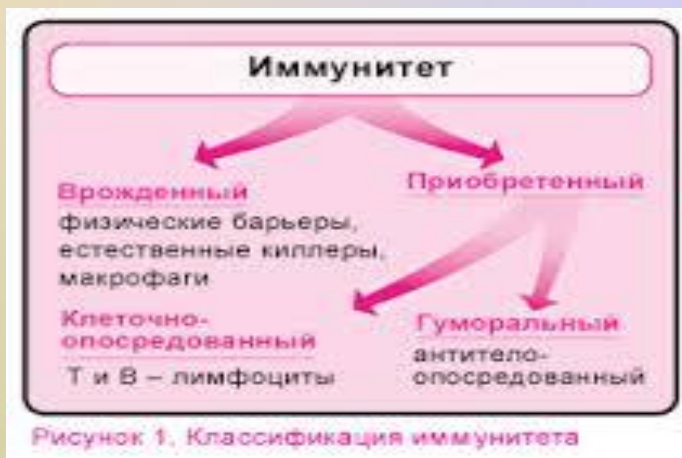 Иммунитет
Врожденный
физические барьеры,
естественные киллеры,
макрофаги
Приобретенный
Клеточно-
опосредованный
Т и В – лимфоциты
Гуморальный
антитело-
опосредованный
Рисунок 1. Классификация иммунитета